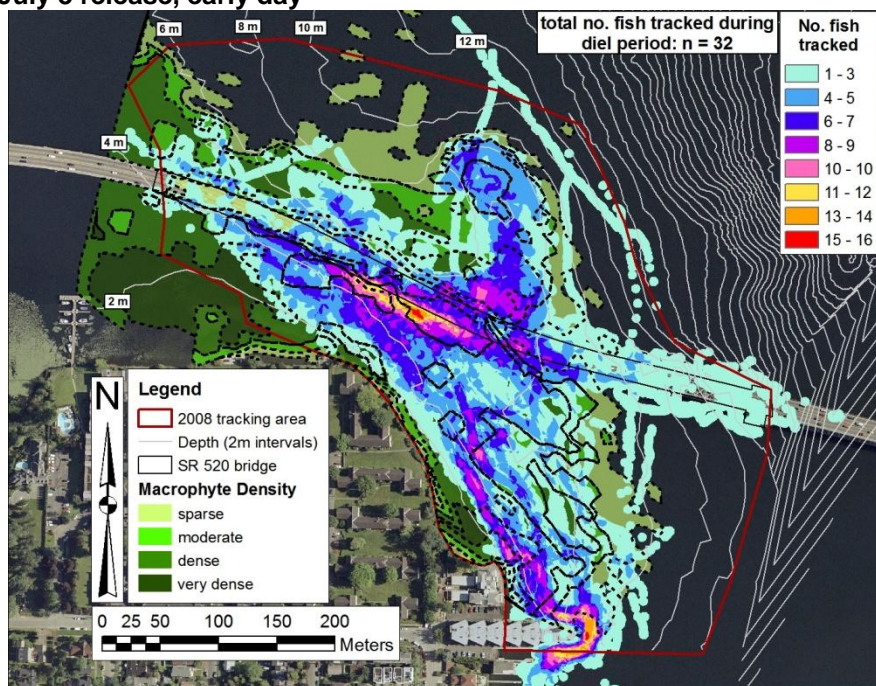 July 3 release, early day
total no. fish tracked during
diel period: n = 32
No. fish
tracked
1 - 3
4 - 5
6 - 7
8 - 9
10 - 10
11 - 12
13 - 14
15 - 16
6 m
8 m
10 m
12 m
4 m
2 m
N
Legend
2008 tracking area
Depth (2m intervals)
SR 520 bridge
Macrophyte Density
sparse
moderate
dense
very dense
0 25 50 100 150 200
Meters